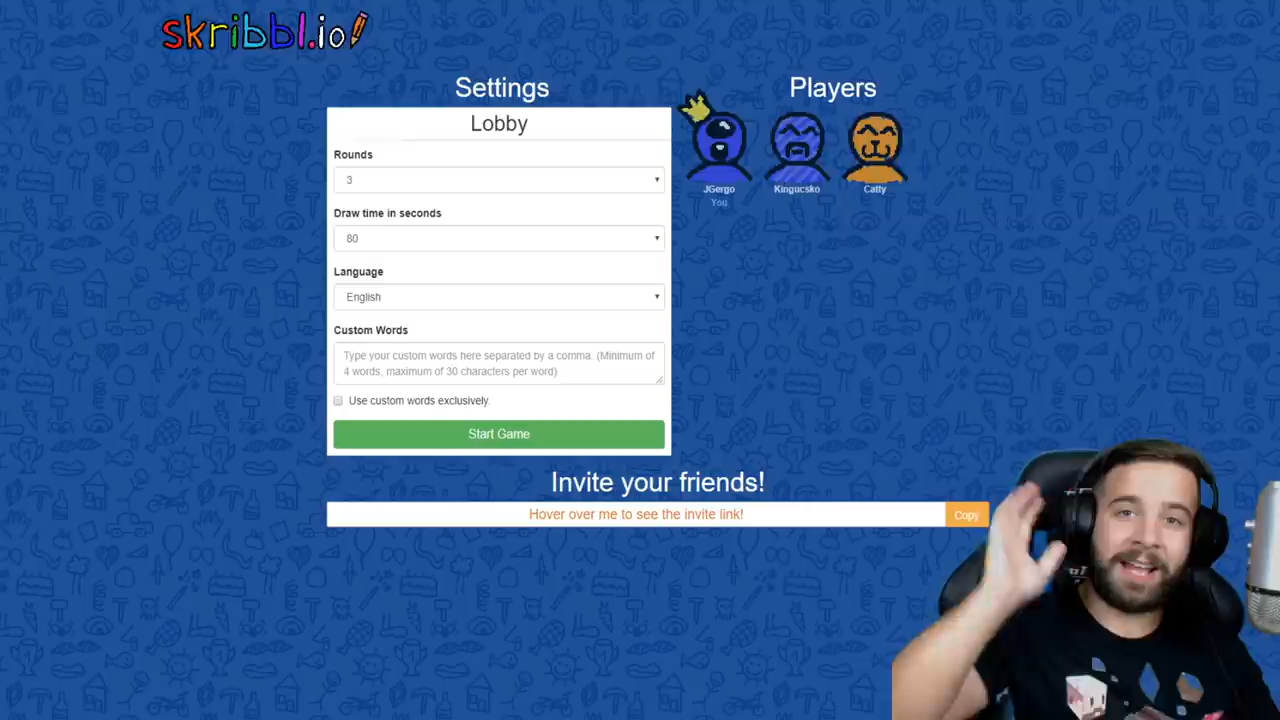 skribbl.io
Settings
Players
Lobby
Rounds
3
Draw time in seconds
80
Language
English
Custom Words
Type your custom words here separated by a comma. (Minimum of
4 words, maximum of 30 characters per word)
Use custom words exclusively.
Start Game
JGergo
You
Kingucsko
Catty
Invite your friends!
Hover over me to see the invite link!
Copy